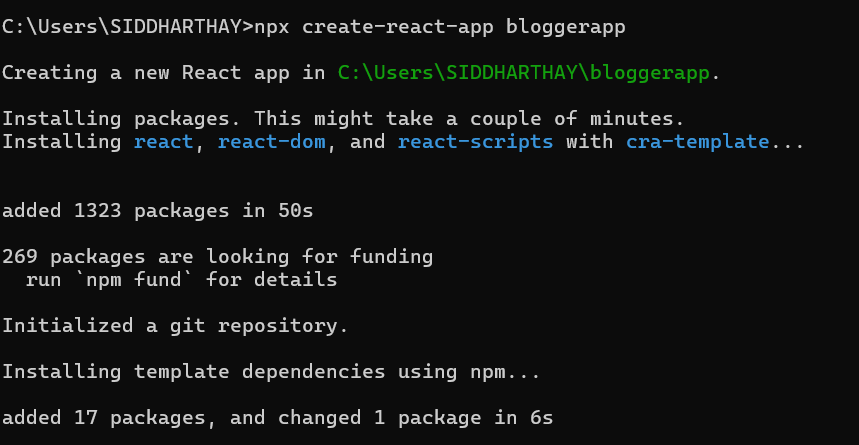 C:\Users\SIDDHARTHAY>npx create-react-app bloggerapp
Creating a new React app in C:\Users\SIDDHARTHAY\bloggerapp.
Installing packages. This might take a couple of minutes.
Installing react, react-dom, and react-scripts with cra-template...
added 1323 packages in 50s
269 packages are looking for funding
  run `npm fund` for details
Initialized a git repository.
Installing template dependencies using npm...
added 17 packages, and changed 1 package in 6s